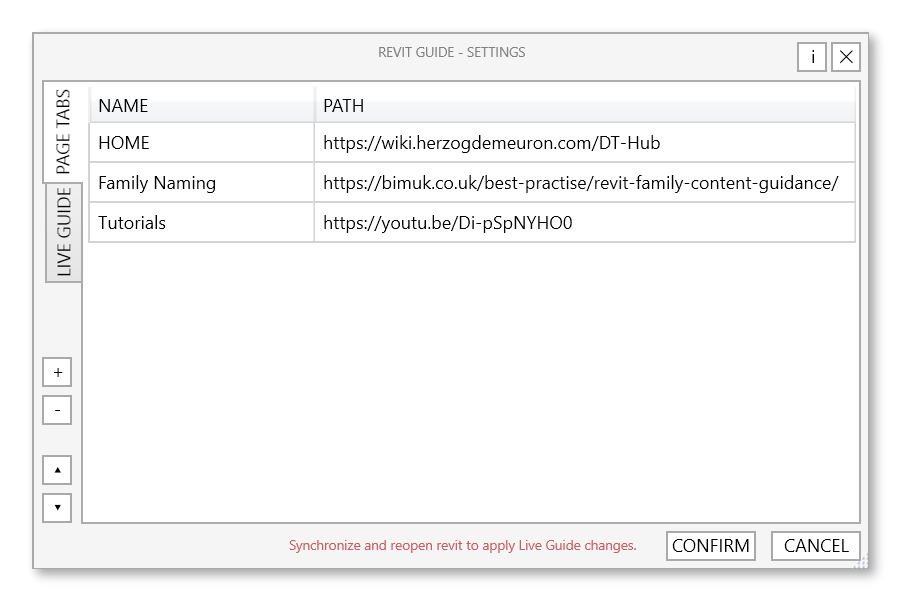 REVIT GUIDE - SETTINGS
i
PAGE TABS
LIVE GUIDE
NAME PATH
HOME https://wiki.herzogdemeuron.com/DT-Hub
Family Naming https://bimuk.co.uk/best-practise/revit-family-content-guidance/
Tutorials https://youtu.be/Di-pSpNYHO0
+
-
Synchronize and reopen revit to apply Live Guide changes.
CONFIRM
CANCEL